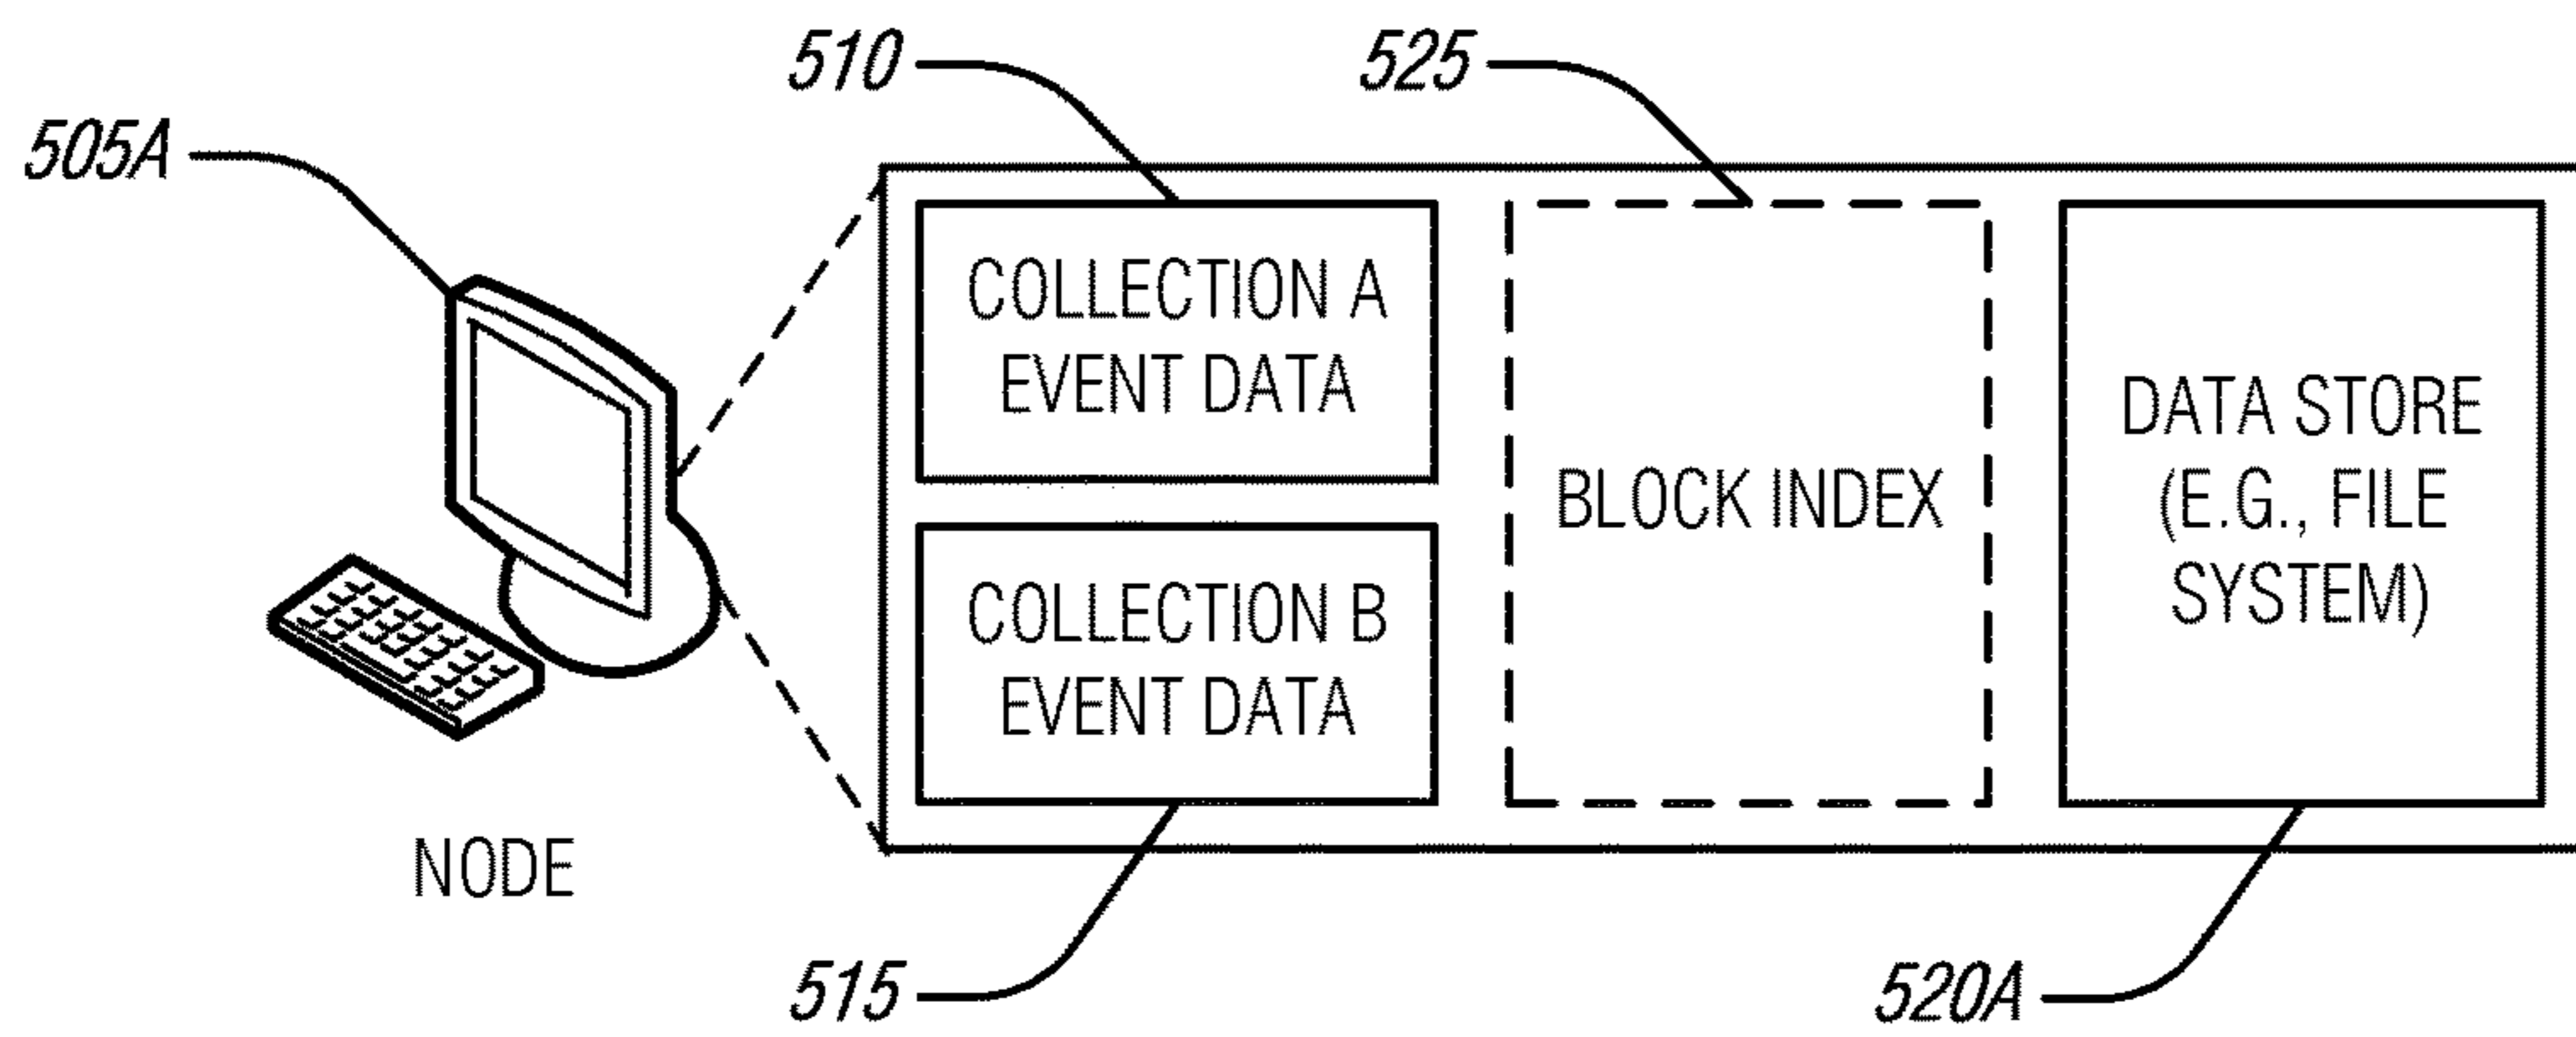 510
525
505A
COLLECTION A
EVENT DATA
COLLECTION B
EVENT DATA
BLOCK INDEX
DATA STORE
(E.G., FILE
SYSTEM)
NODE
515
520A